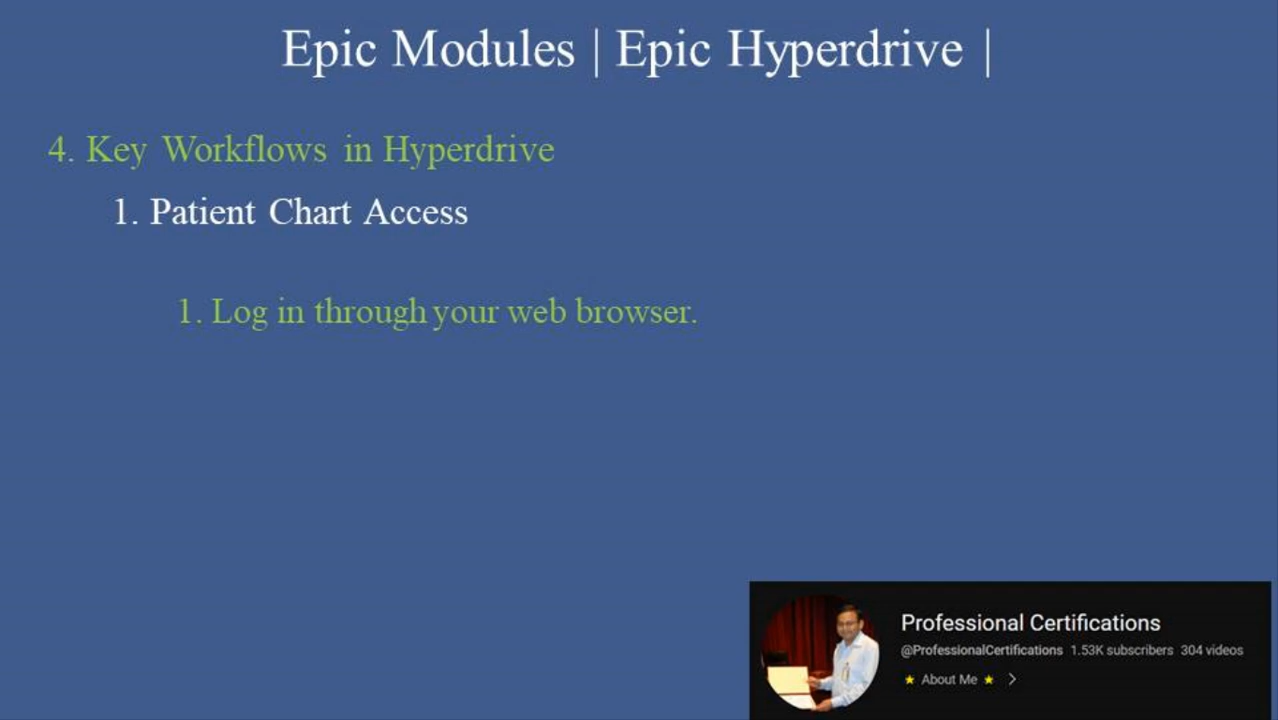 Epic Modules | Epic Hyperdrive |
4. Key Workflows in Hyperdrive
1. Patient Chart Access
1. Log in through your web browser.
Professional Certifications
@ProfessionalCertifications 1.53K subscribers 304 videos
★ About Me ★ >